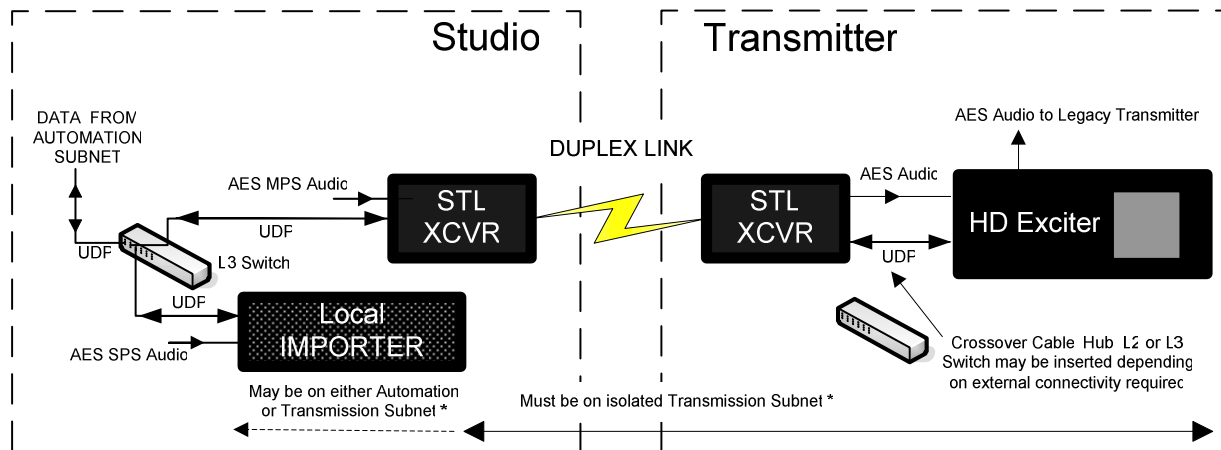 Studio
Transmitter
DATA FROM
AUTOMATION
SUBNET
AES MPS Audio
UDP
UDP
L3 Switch
UDP
AES SPS Audio
STL
XCVR
Local
IMPORTER
DUPLEX LINK
STL
XCVR
AES Audio
UDP
AES Audio to Legacy Transmitter
HD Exciter
Crossover Cable Hub L2 or L3
Switch may be inserted depending
on external connectivity required
May be on either Automation
or Transmission Subnet *
Must be on isolated Transmission Subnet *